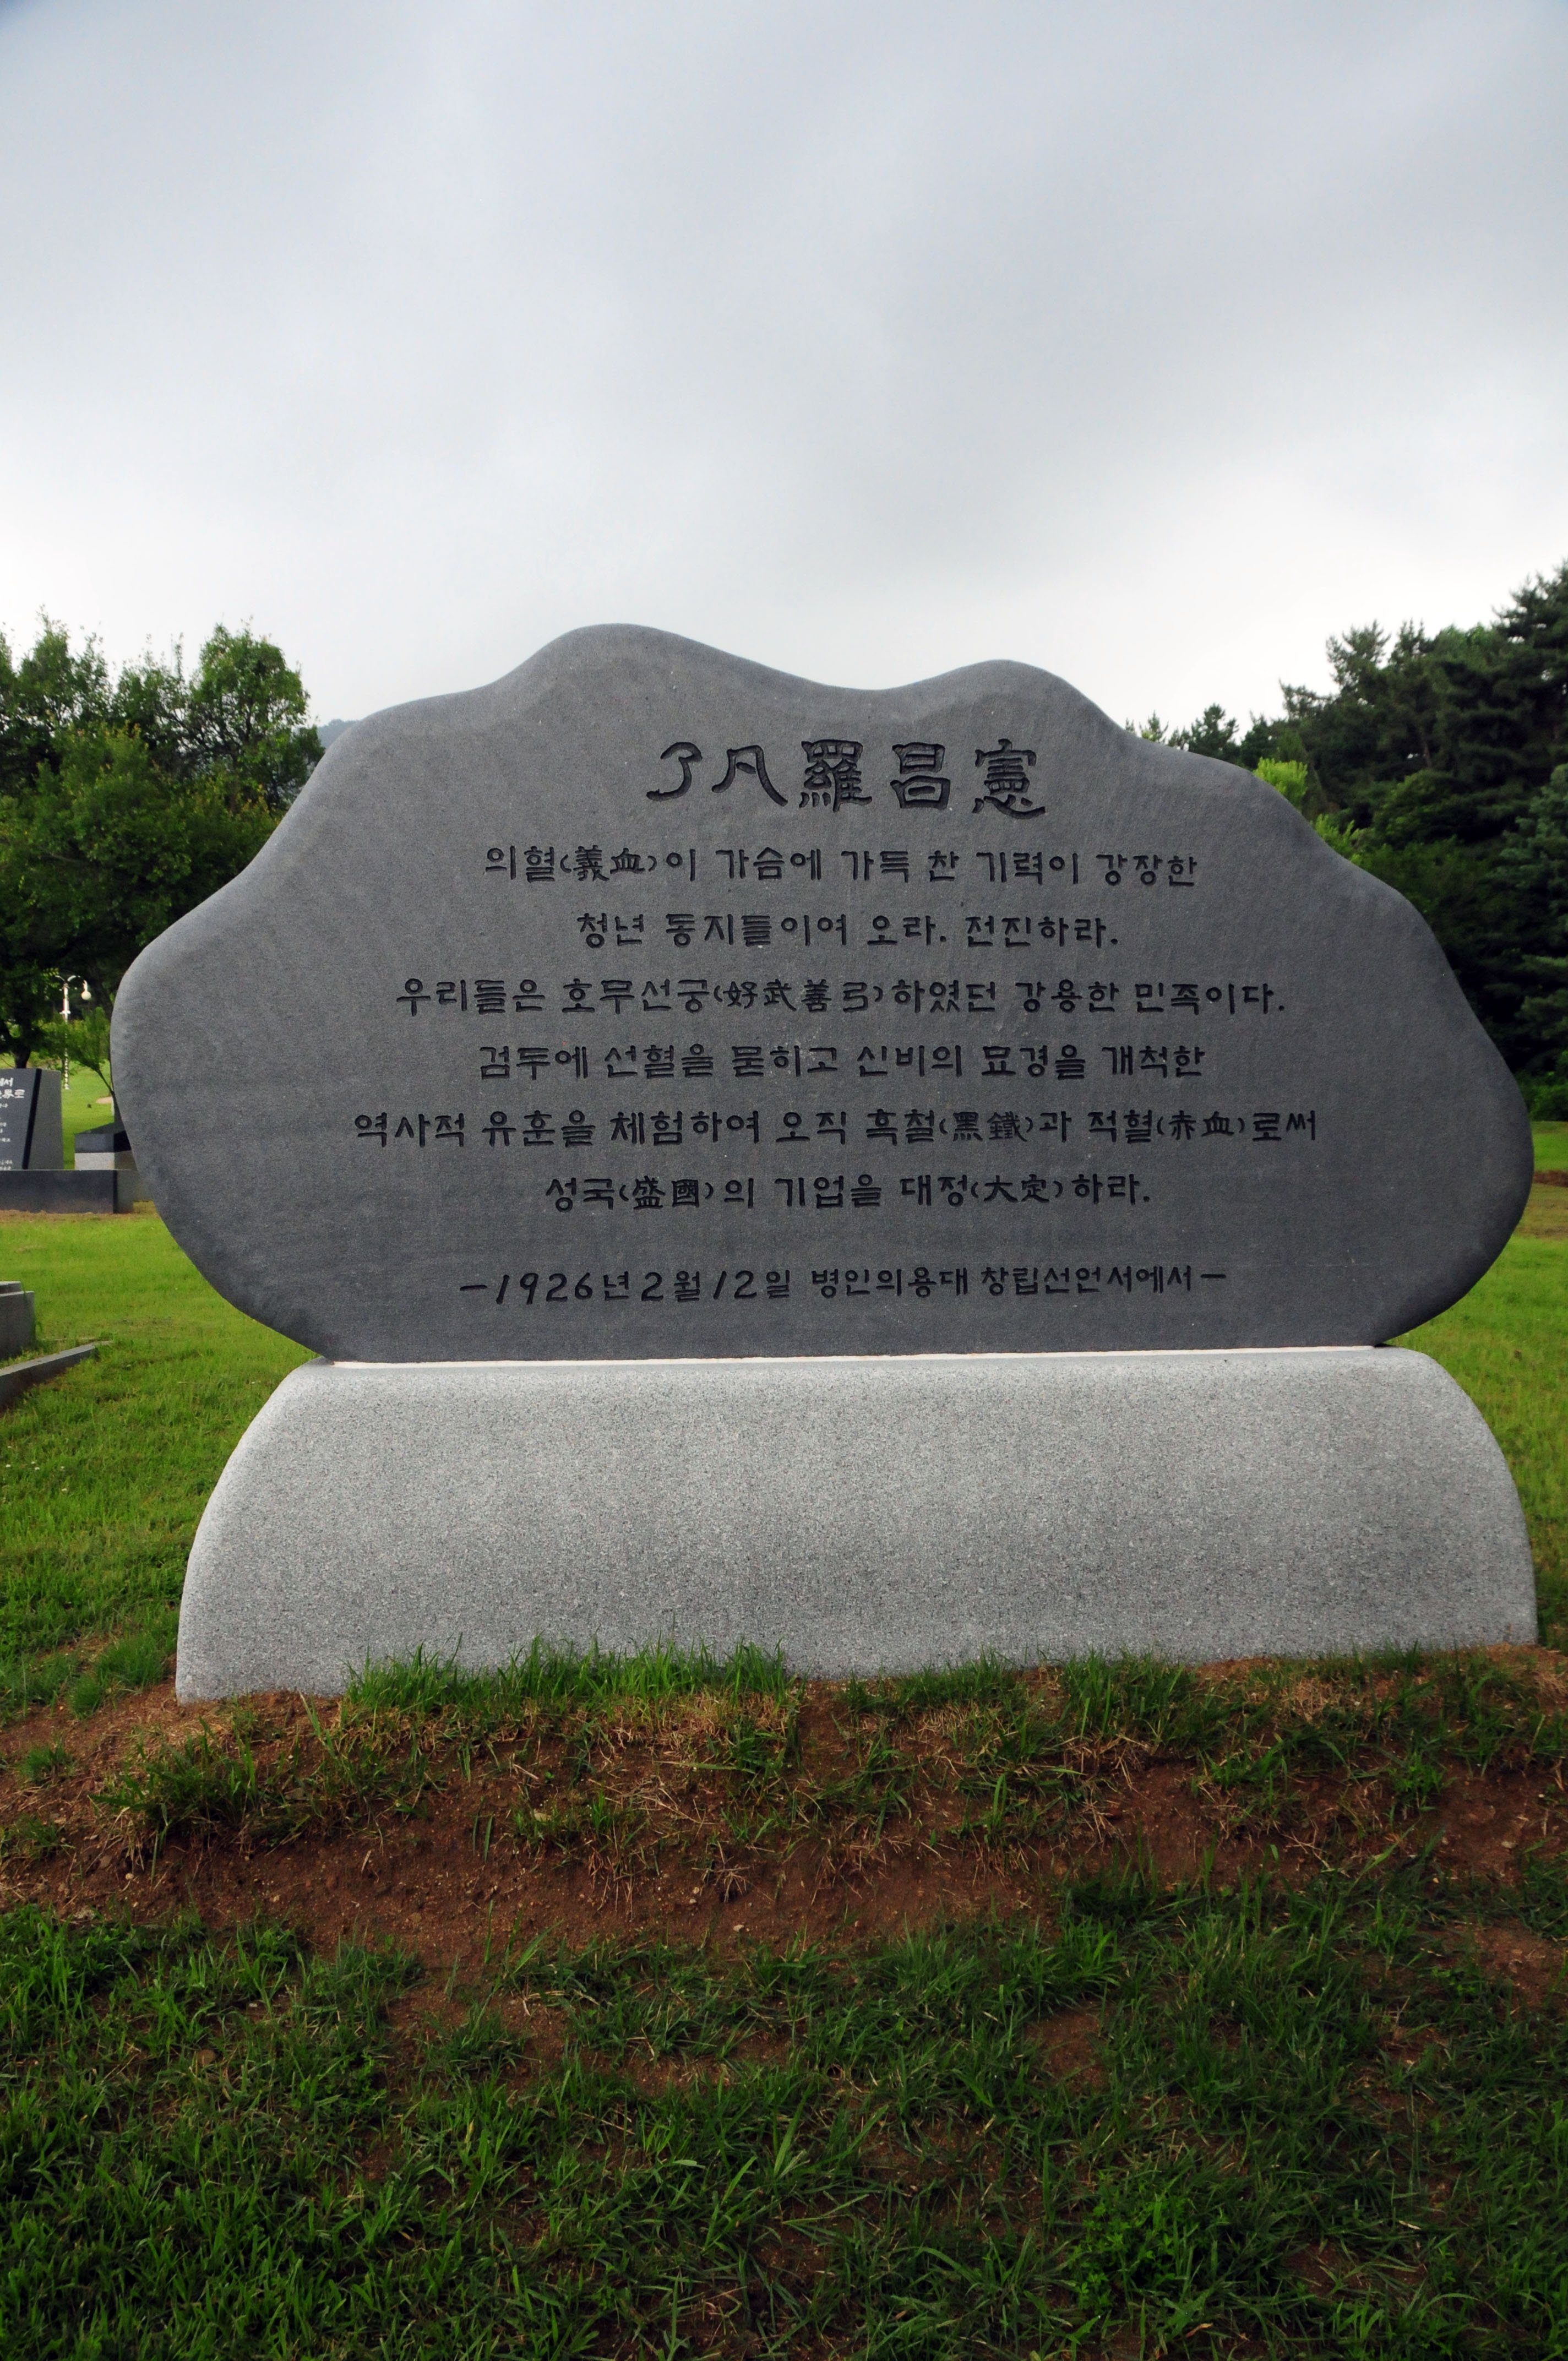 了凡羅昌憲
의혈(義血)이 가슴에 가득 찬 기력이 강장한
청년 동지들이여 오라. 전진하라.
우리들은 호무선궁(好武善弓)하였던 강용한 민족이다.
검두에 선혈을 묻히고 신비의 묘경을 개척한
역사적 유훈을 체험하여 오직 흑철(黑鐵)과 적혈(赤血)로써
성국(盛國)의 기업을 대정(大定)하라.
-1926년 2월 12일 병인의용대 창립선언서에서-